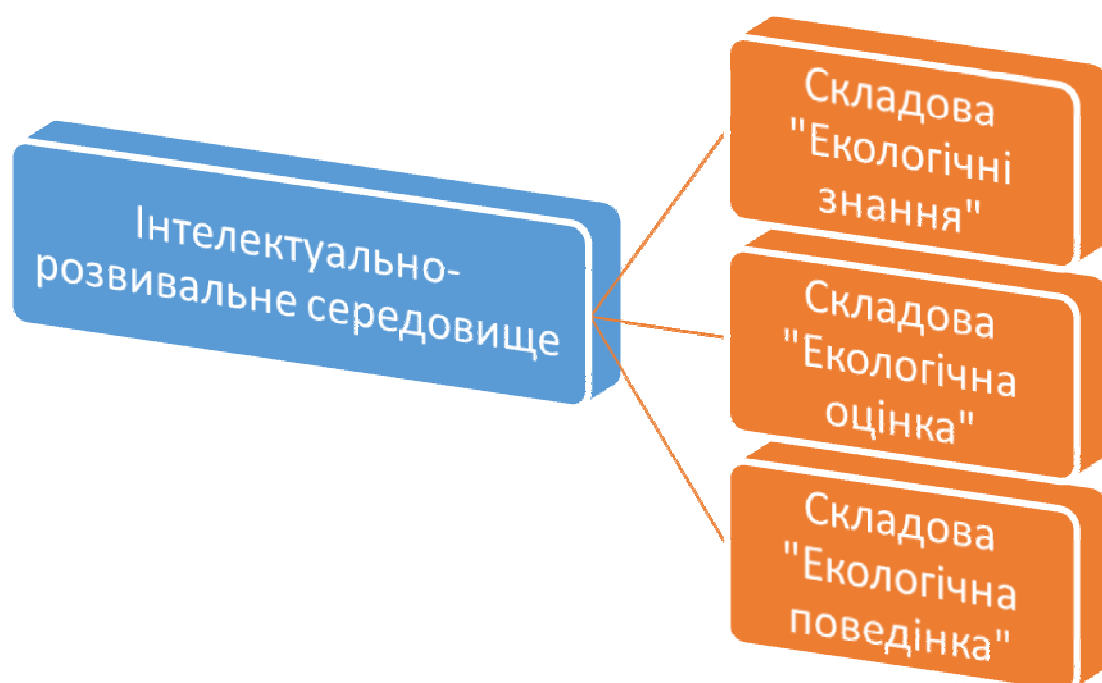 Інтелектуально-
розвивальне середовище
Складова
"Екологічні
знання"
Складова
"Екологічна
оцінка"
Складова
"Екологічна
поведінка"